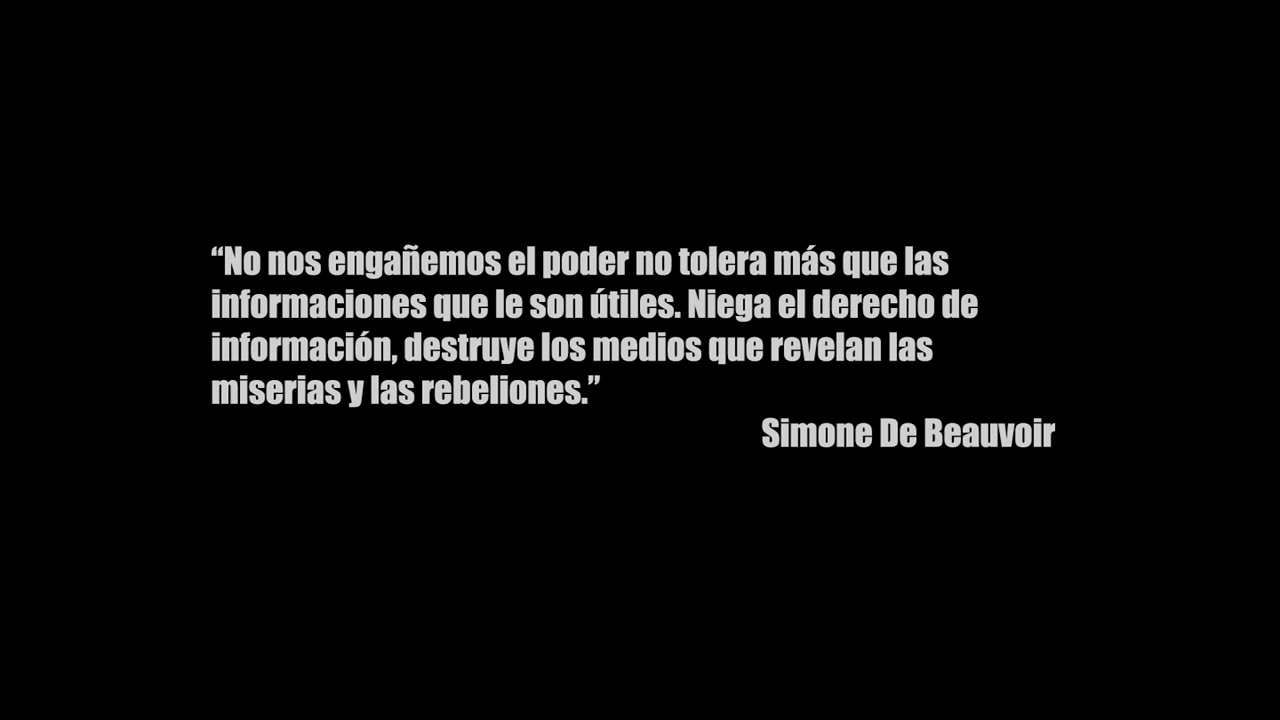 “No nos engañemos el poder no tolera más que las
informaciones que le son útiles. Niega el derecho de
información, destruye los medios que revelan las
miserias y las rebeliones.”
Simone De Beauvoir